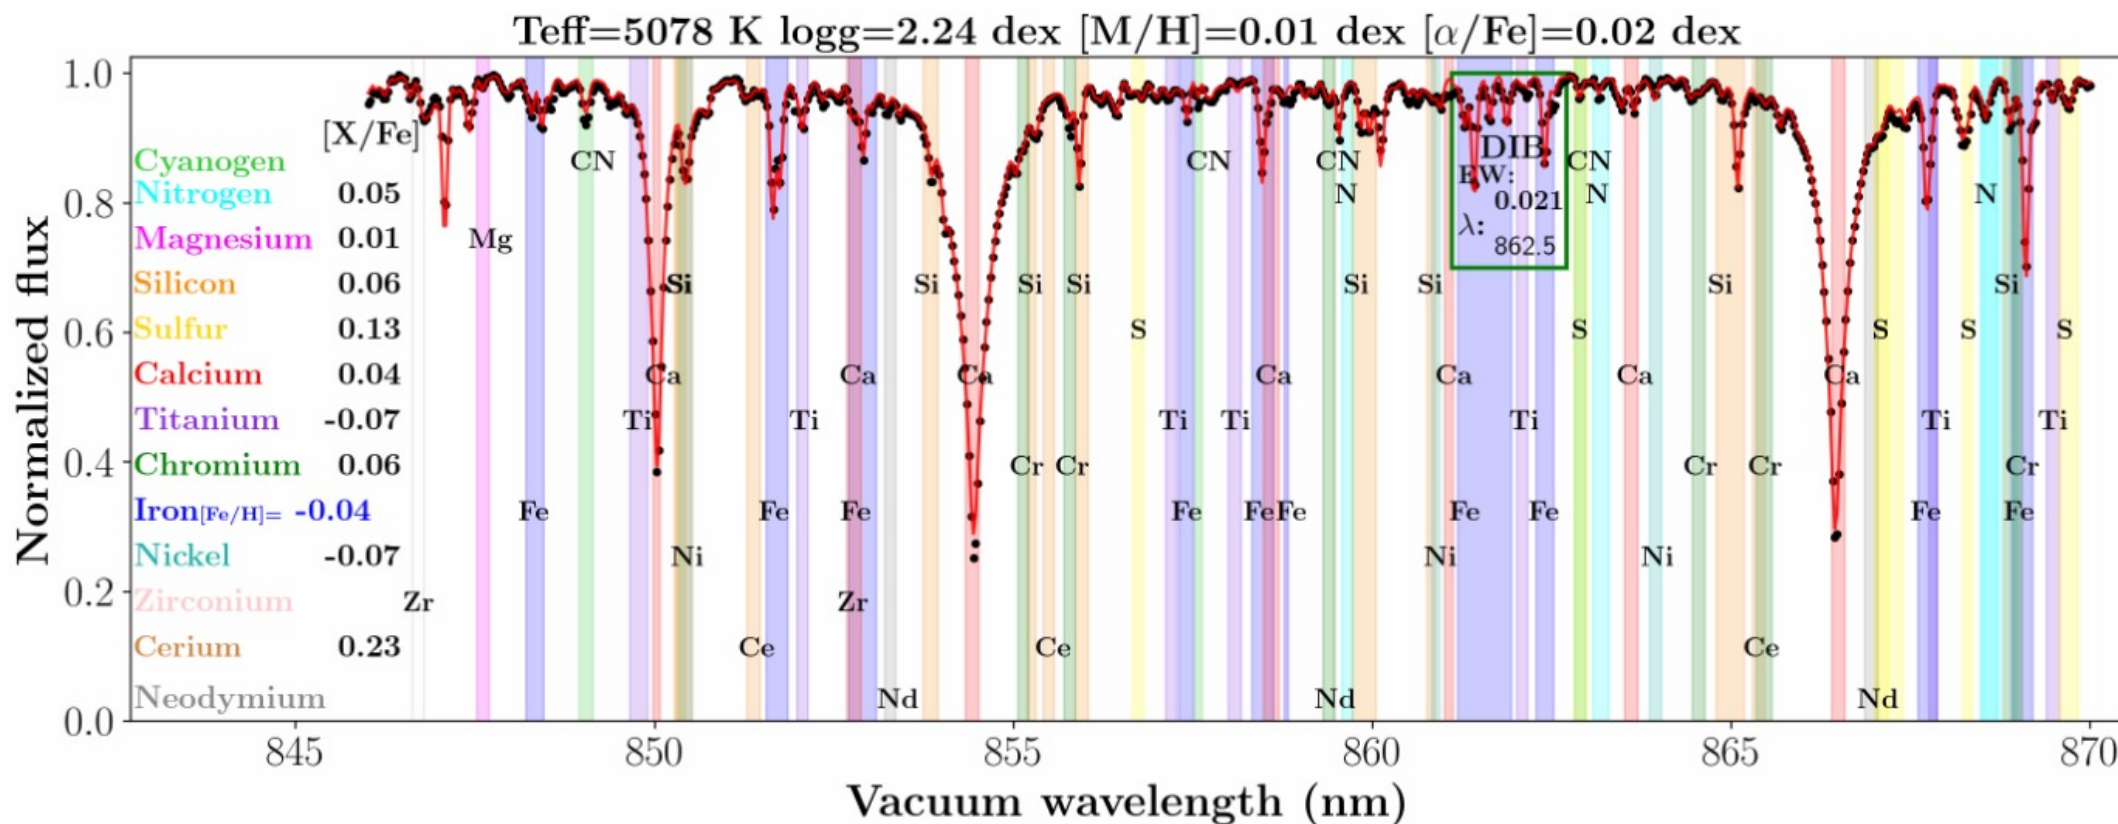 Teff=5078 K logg=2.24 dex [M/H]=0.01 dex [α/Fe]=0.02 dex
Normalized flux
1.0
0.8
0.6
0.4
0.2
0.0
[X/Fe]
Cyanogen
Nitrogen 0.05
Magnesium 0.01
Silicon 0.06
Sulfur 0.13
Calcium 0.04
Titanium -0.07
Chromium 0.06
Iron[Fe/H]= -0.04
Nickel -0.07
Zirconium
Cerium 0.23
Neodymium
CN CN CN CN
N N N
Mg
Si Si Si Si Si Si Si Si
S S S S S
Ca Ca Ca Ca Ca Ca Ca
Ti Ti Ti Ti Ti Ti Ti
Cr Cr Cr Cr Cr
Fe Fe Fe Fe Fe Fe Fe Fe Fe Fe
Ni Ni Ni
Zr Zr
Ce Ce Ce
Nd Nd Nd
DIB
EW:
0.021
λ:
862.5
845 850 855 860 865 870
Vacuum wavelength (nm)